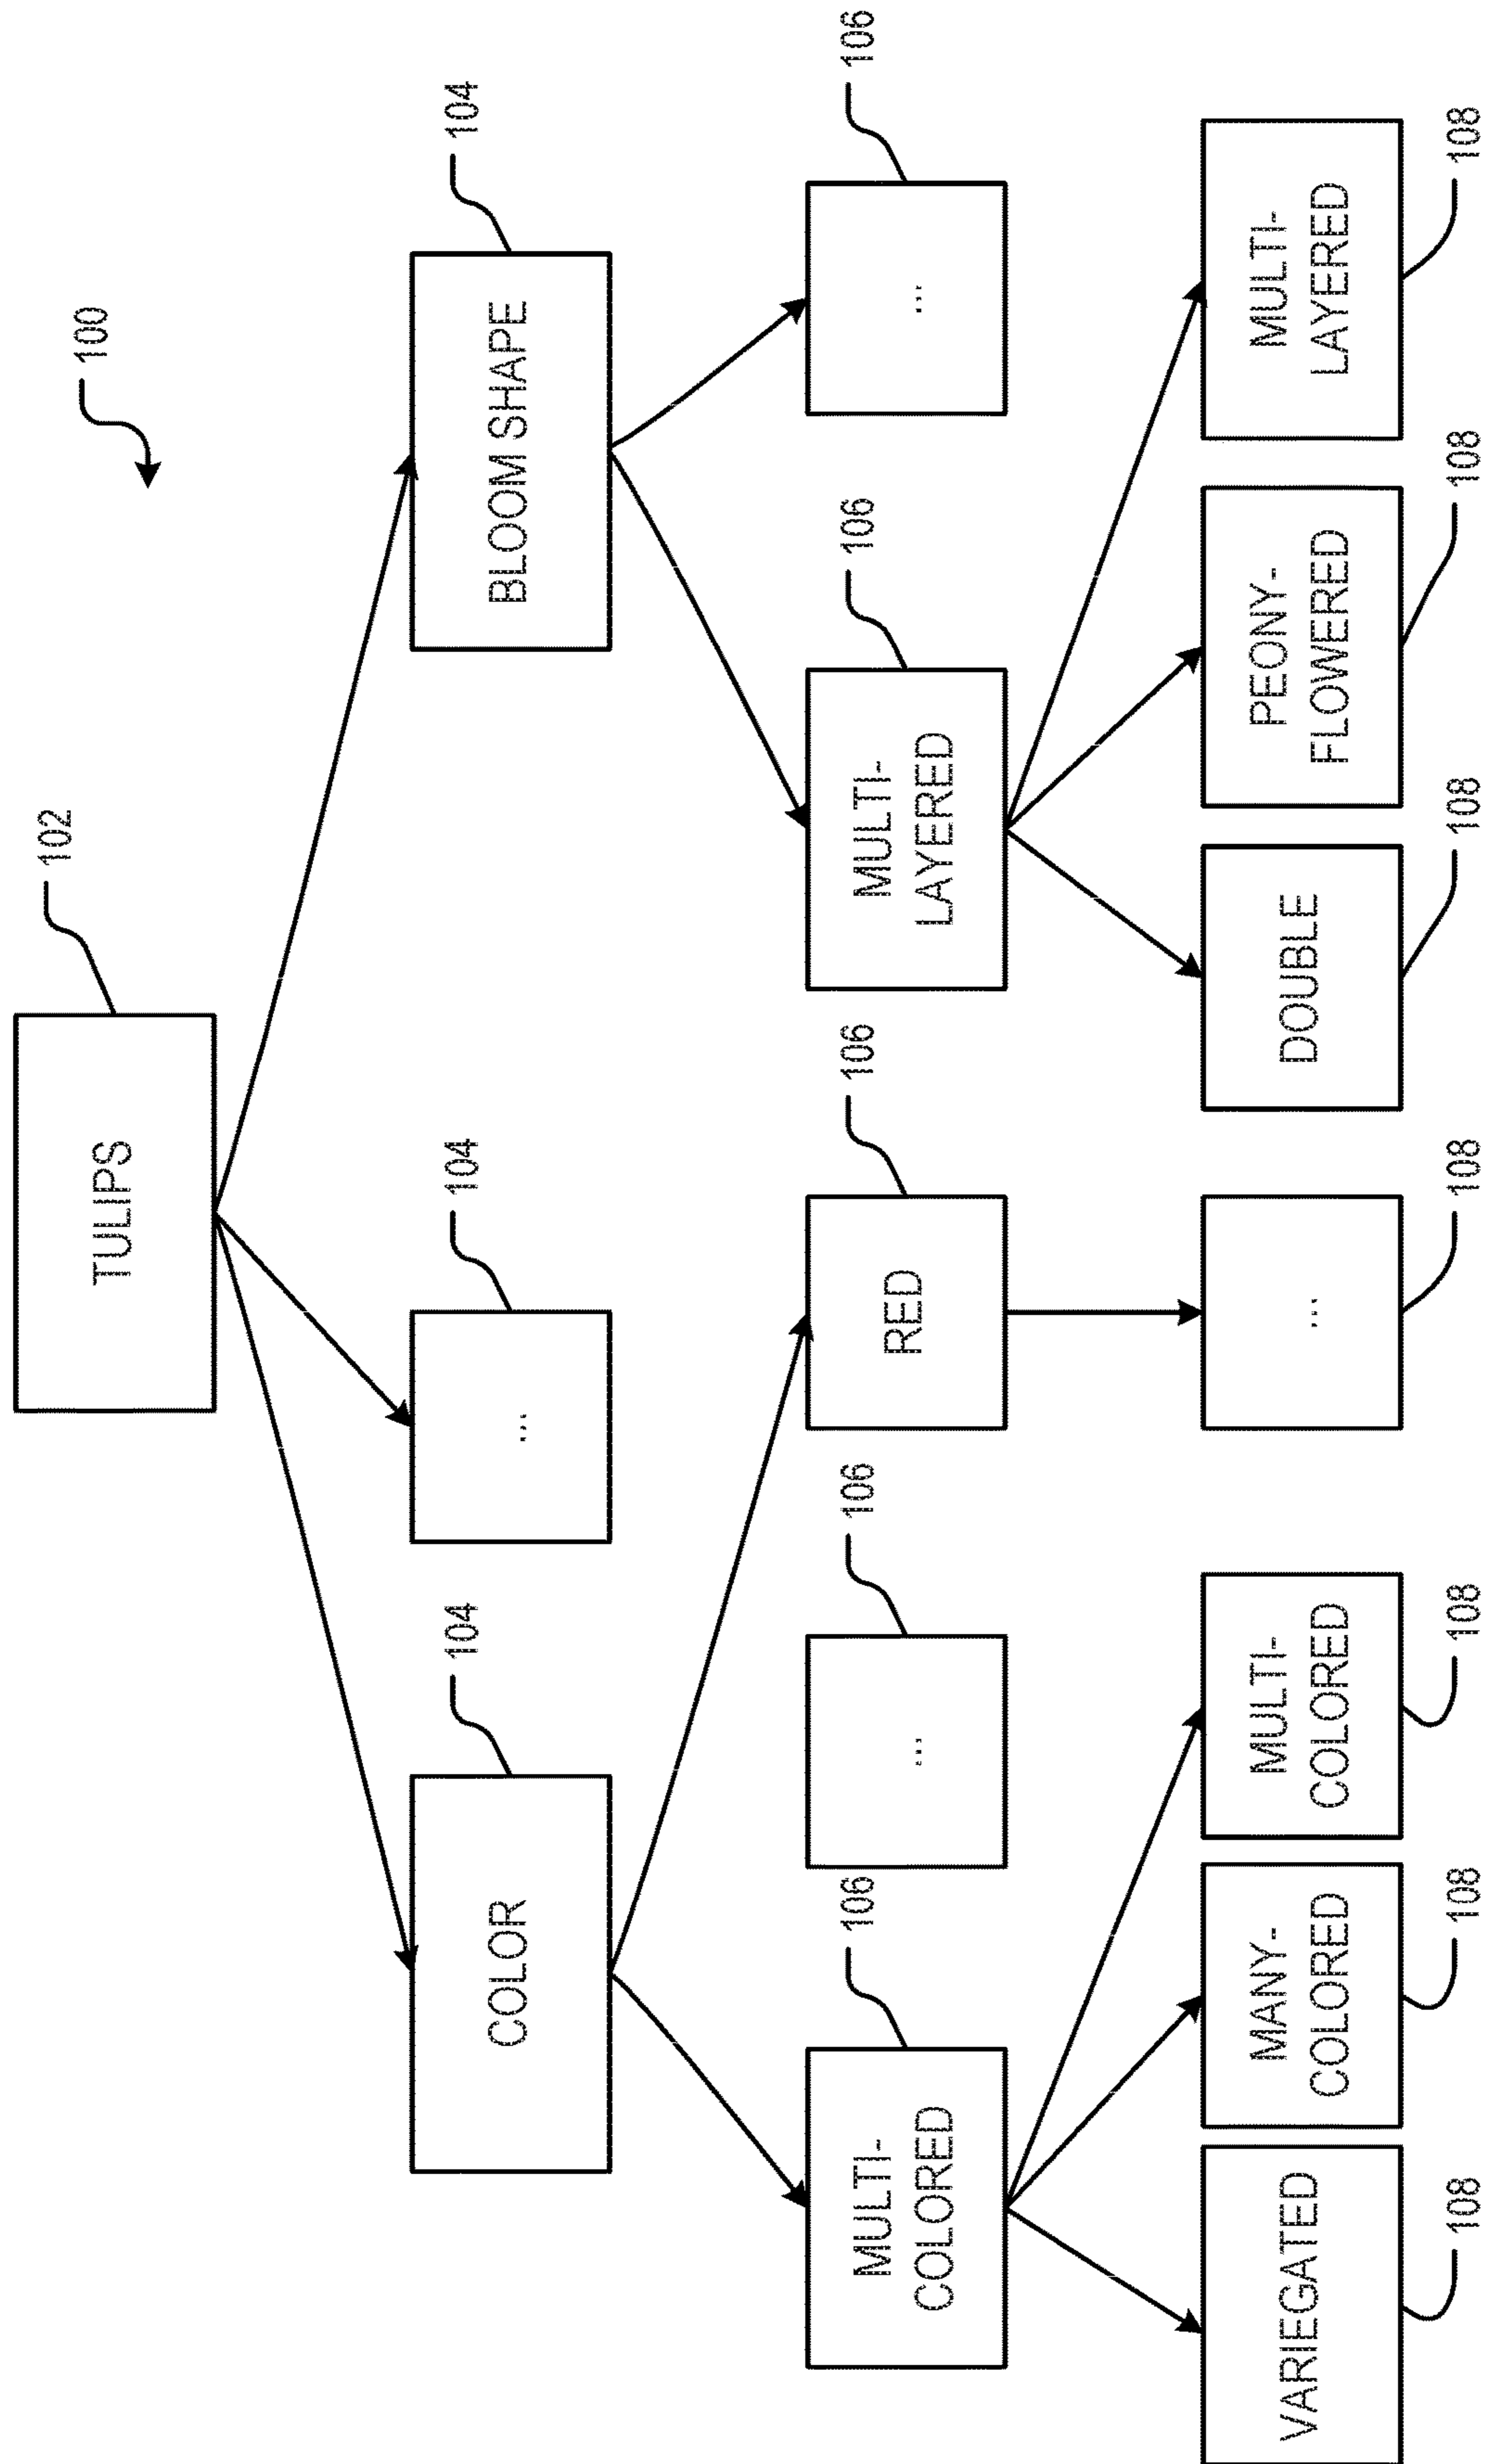 100
TULIPS
102
COLOR
104
...
104
BLOOM SHAPE
104
MULTI-
COLORED
106
...
106
RED
106
MULTI-
LAYERED
106
...
106
VARIEGATED
108
MANY-
COLORED
108
MULTI-
COLORED
108
...
108
DOUBLE
108
PEONY-
FLOWERED
108
MULTI-
LAYERED
108